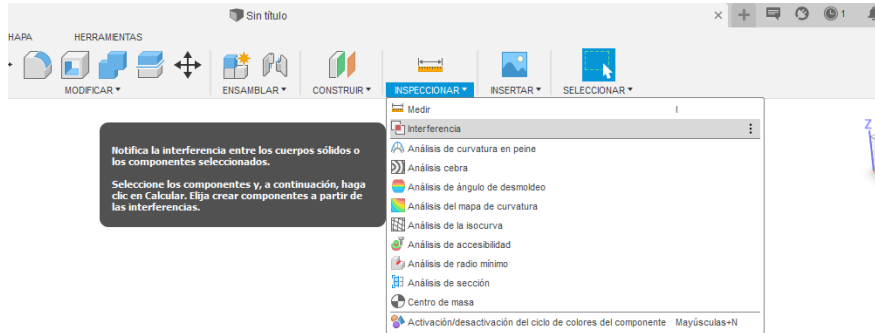 Sin título
1
HAPA HERRAMIENTAS
MODIFICAR ENSAMBLAR CONSTRUIR INSPECCIONAR INSERTAR SELECCIONAR
Medir I
Interferencia
Notifica la interferencia entre los cuerpos sólidos o
los componentes seleccionados.
Seleccione los componentes y, a continuación, haga
clic en Calcular. Elija crear componentes a partir de
las interferencias.
Análisis de curvatura en peine
Análisis cebra
Análisis de ángulo de desmoldeo
Análisis del mapa de curvatura
Análisis de la isocurva
Análisis de accesibilidad
Análisis de radio mínimo
Análisis de sección
Centro de masa
Activación/desactivación del ciclo de colores del componente Mayúsculas+N
Z